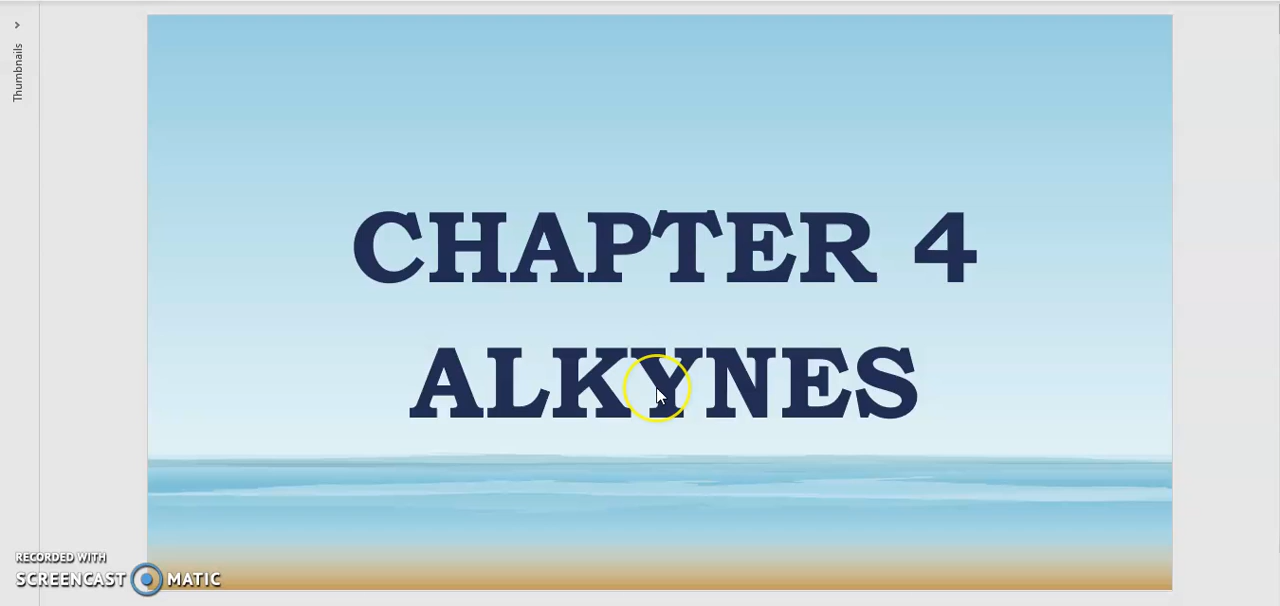 Thumbnails
CHAPTER 4
ALKYNES
RECORDED WITH
SCREENCAST MATIC